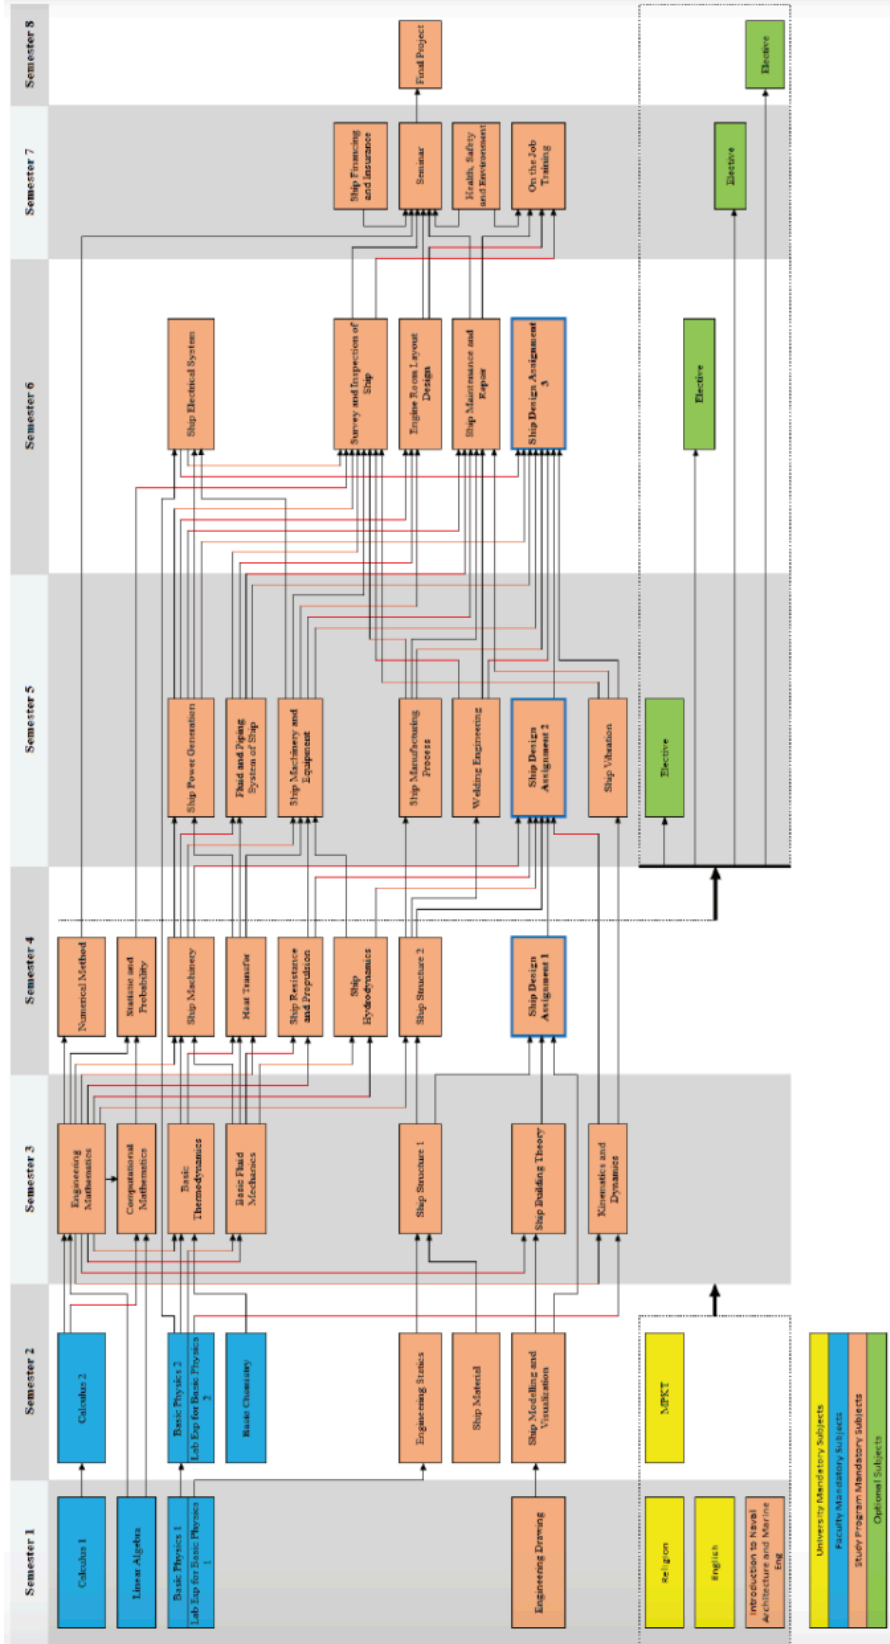 Semester 1
Semester 2
Semester 3
Semester 4
Semester 5
Semester 6
Semester 7
Semester 8
Calculus 1
Linear Algebra
Basic Physics 1
Lab Exp for Basic Physics
1
Engineering Drawing
Religion
English
Introduction to Naval
Architecture and Marine
Eng
Calculus 2
Basic Physics 2
Lab Exp for Basic Physics
2
Basic Chemistry
Engineering Statics
Ship Material
Ship Modelling and
Visualization
MPKT
Engineering
Mathematics
Computational
Mathematics
Basic
Thermodynamics
Basic Fluid
Mechanics
Ship Structure 1
Ship Building Theory
Kinematics and
Dynamics
Numerical Method
Statistic and
Probability
Ship Machinery
Heat Transfer
Ship Resistance
and Propulsion
Ship
Hydrodynamics
Ship Structure 2
Ship Design
Assignment 1
Ship Power Generation
Fluid and Piping
System of Ship
Ship Machinery and
Equipment
Ship Manufacturing
Process
Welding Engineering
Ship Design
Assignment 2
Ship Vibration
Elective
Ship Electrical System
Survey and Inspection of
Ship
Engine Room Layout
Design
Ship Maintenance and
Repair
Ship Design Assignment
3
Elective
Ship Financing
and Insurance
Seminar
Health, Safety
and Environment
On the Job
Training
Elective
Final Project
Elective
University Mandatory Subjects
Faculty Mandatory Subjects
Study Program Mandatory Subjects
Optional Subjects